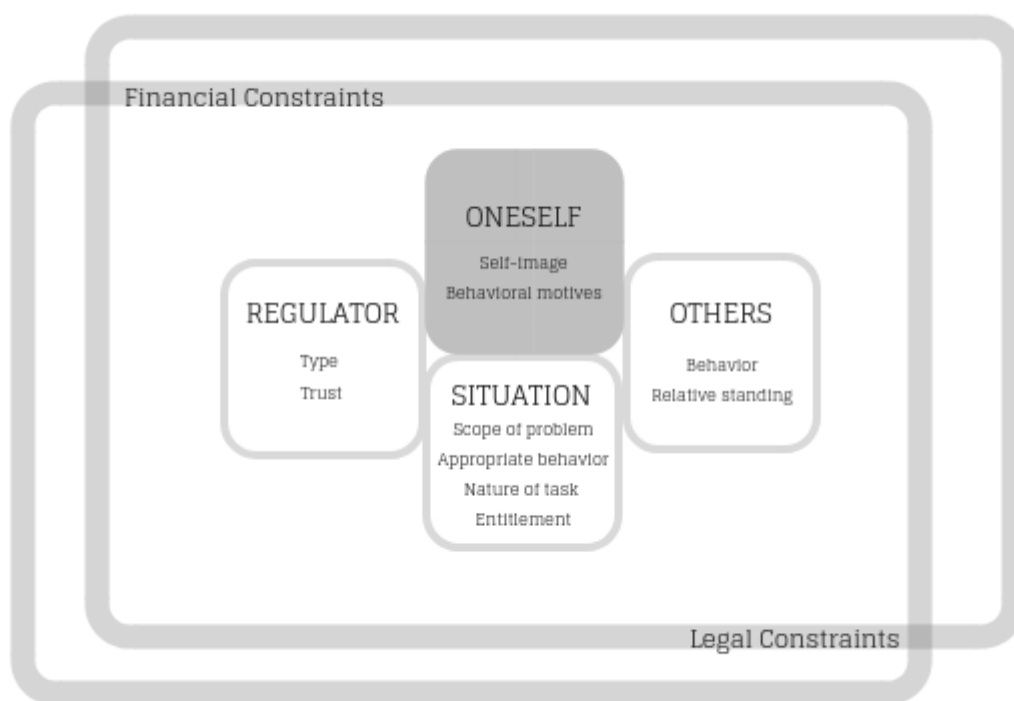 Financial Constraints
ONESELF
Self-image
Behavioral motives
REGULATOR
Type
Trust
OTHERS
Behavior
Relative standing
SITUATION
Scope of problem
Appropriate behavior
Nature of task
Entitlement
Legal Constraints